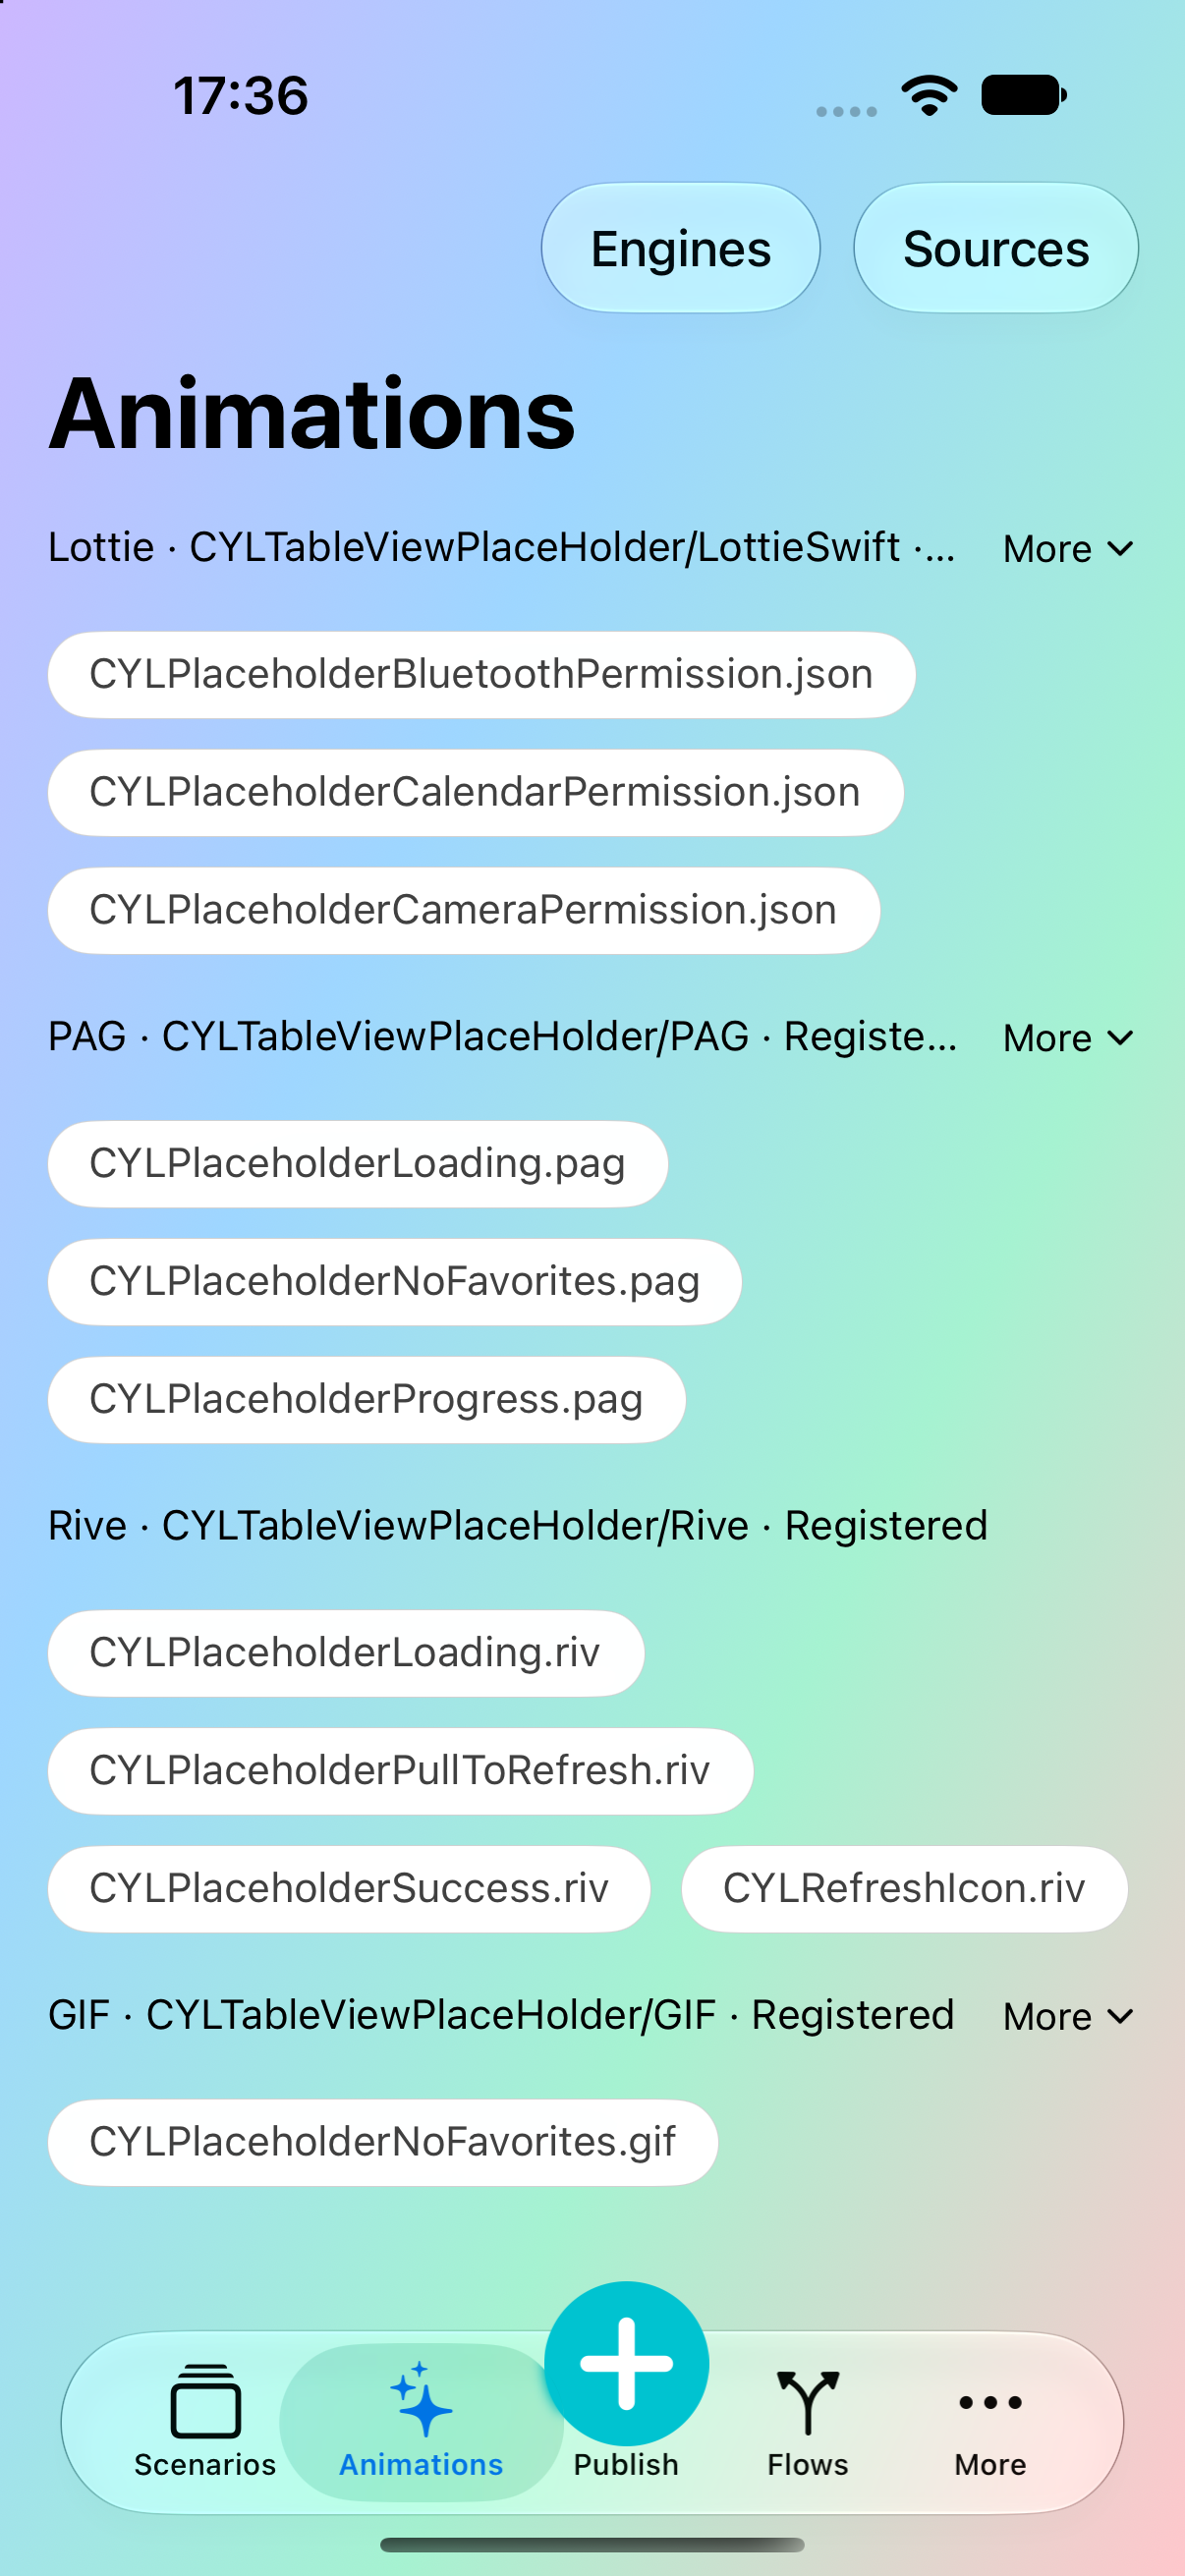 17:36
Engines
Sources
Animations
Lottie · CYLTableViewPlaceHolder/LottieSwift ·...
More
CYLPlaceholderBluetoothPermission.json
CYLPlaceholderCalendarPermission.json
CYLPlaceholderCameraPermission.json
PAG · CYLTableViewPlaceHolder/PAG · Registe...
More
CYLPlaceholderLoading.pag
CYLPlaceholderNoFavorites.pag
CYLPlaceholderProgress.pag
Rive · CYLTableViewPlaceHolder/Rive · Registered
CYLPlaceholderLoading.riv
CYLPlaceholderPullToRefresh.riv
CYLPlaceholderSuccess.riv
CYLRefreshIcon.riv
GIF · CYLTableViewPlaceHolder/GIF · Registered
More
CYLPlaceholderNoFavorites.gif
Scenarios
Animations
Publish
Flows
More